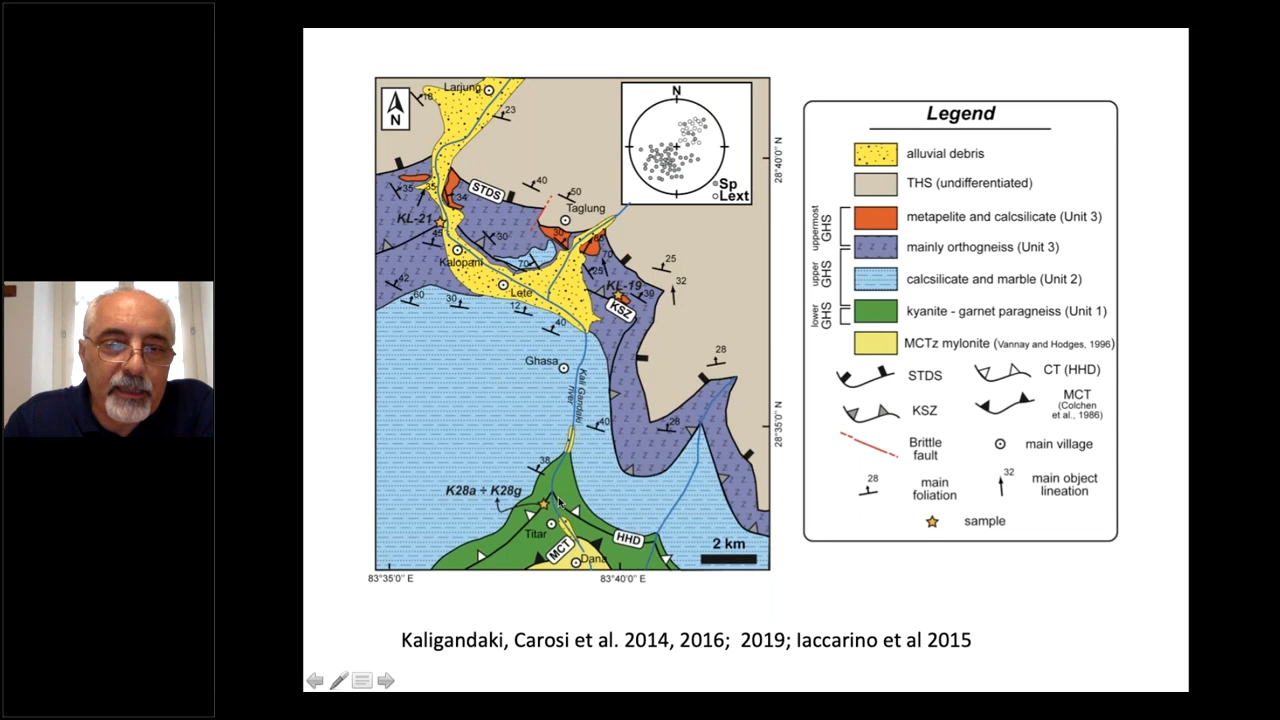 Larjung
N
N
18
23
35
35
34
STDS
40
50
Taglung
Sp
Lext
KL-21
45
30
30
Kalopani
70
70
25
25
32
42
60
30
Lete
12
KL-19
39
KSZ
40
Ghasa
Kali Gandaki
river
28
40
28
38
K28a ÷ K28g
Titar
MCT
HHD
Dana
2 km
83°35'0'' E
83°40'0'' E
28°40'0'' N
28°35'0'' N
Legend
alluvial debris
THS (undifferentiated)
uppermost
GHS
metapelite and calcsilicate (Unit 3)
mainly orthogneiss (Unit 3)
upper
GHS
calcsilicate and marble (Unit 2)
lower
GHS
kyanite - garnet paragneiss (Unit 1)
MCTz mylonite (Vannay and Hodges, 1996)
STDS
CT (HHD)
KSZ
MCT
(Colchen
et al., 1986)
Brittle
fault
main village
28
main
foliation
32
main object
lineation
sample
Kaligandaki, Carosi et al. 2014, 2016;  2019; Iaccarino et al 2015